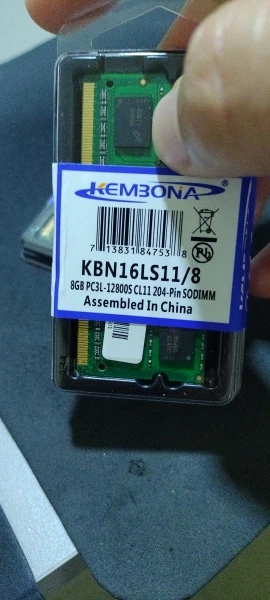 KEMBONA
7 13831 84753 8
KBN16LS11/8
8GB PC3L-12800S CL11 204-Pin SODIMM
Assembled In China